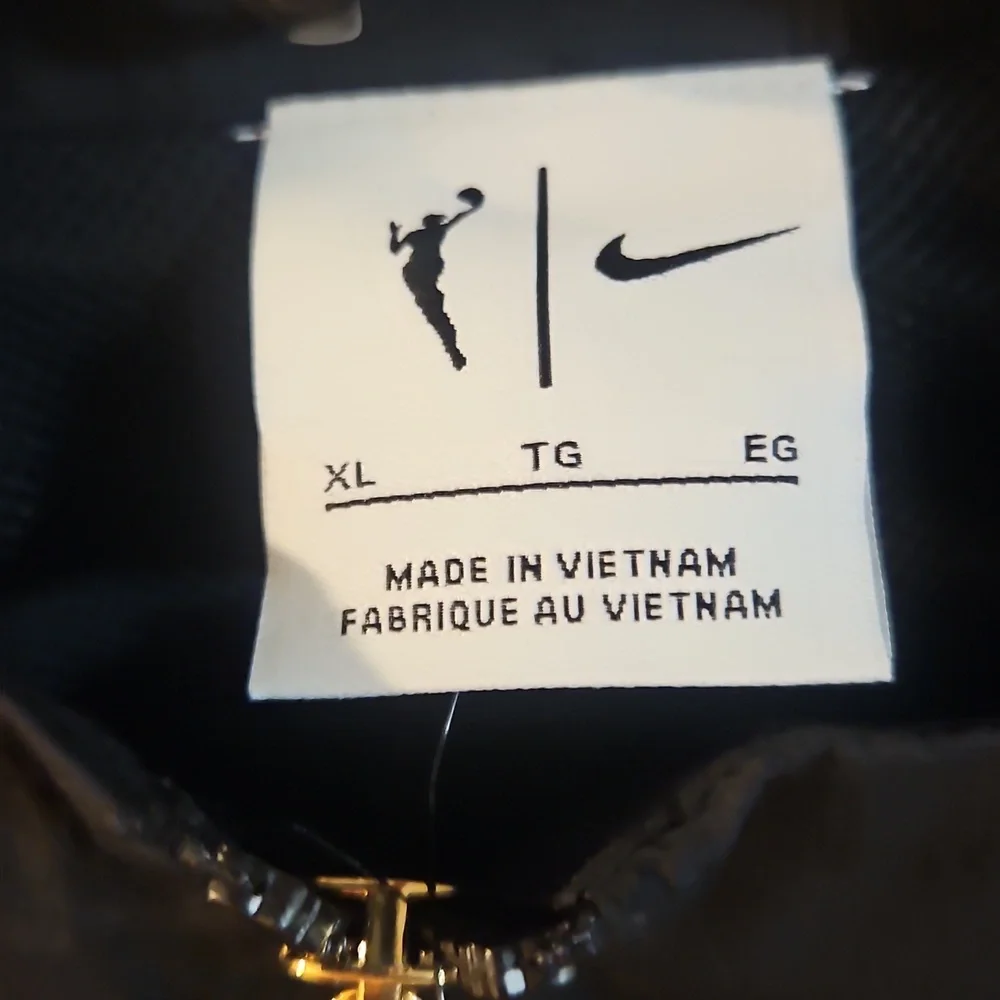 XL TG EG
MADE IN VIETNAM
FABRIQUE AU VIETNAM